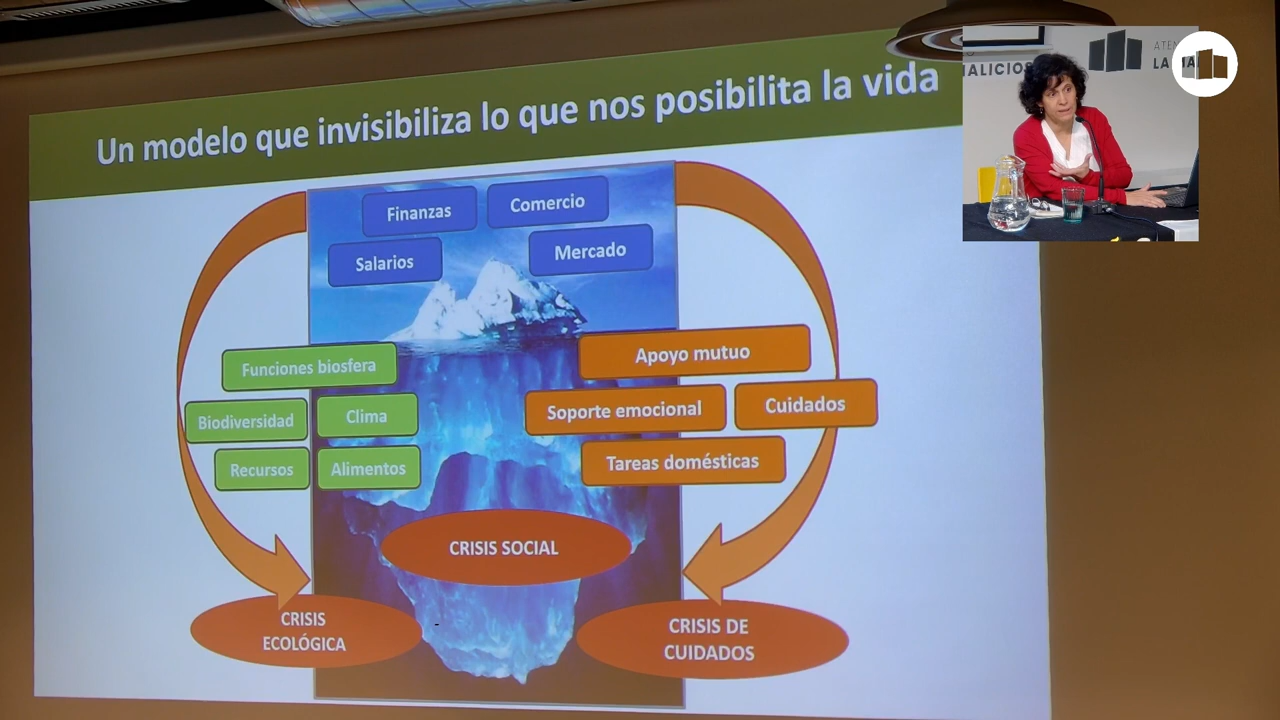 Un modelo que invisibiliza lo que nos posibilita la vida
Finanzas
Comercio
Salarios
Mercado
Funciones biosfera
Apoyo mutuo
Biodiversidad
Clima
Soporte emocional
Cuidados
Recursos
Alimentos
Tareas domésticas
CRISIS SOCIAL
CRISIS
ECOLÓGICA
CRISIS DE
CUIDADOS